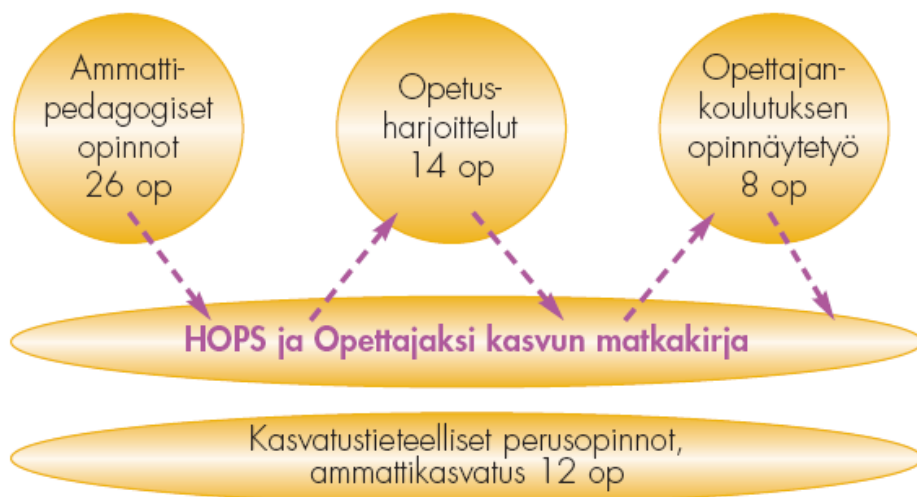 Ammatti-
pedagogiset
opinnot
26 op
Opetus-
harjoittelut
14 op
Opettajan-
koulutuksen
opinnäytetyö
8 op
HOPS ja Opettajaksi kasvun matkakirja
Kasvatustieteelliset perusopinnot,
ammattikasvatus 12 op